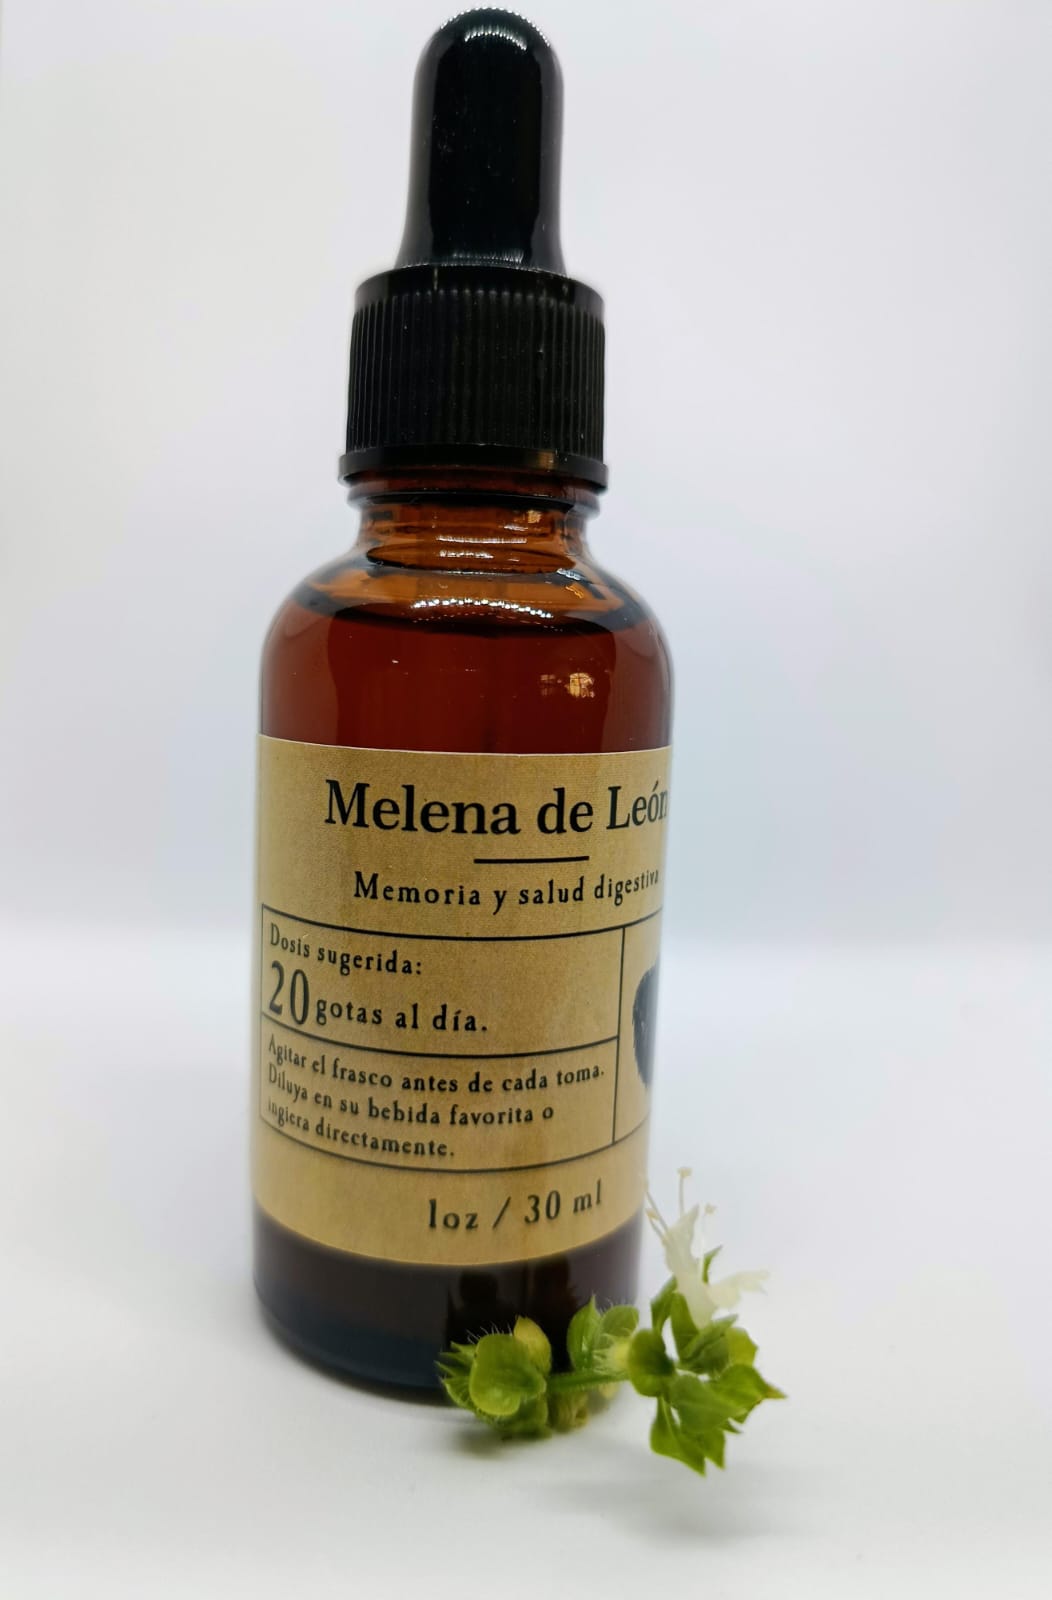 Melena de León
Memoria y salud digestiva
Dosis sugerida:
20 gotas al día.
Agitar el frasco antes de cada toma.
Diluya en su bebida favorita o
ingiera directamente.
1oz / 30 ml